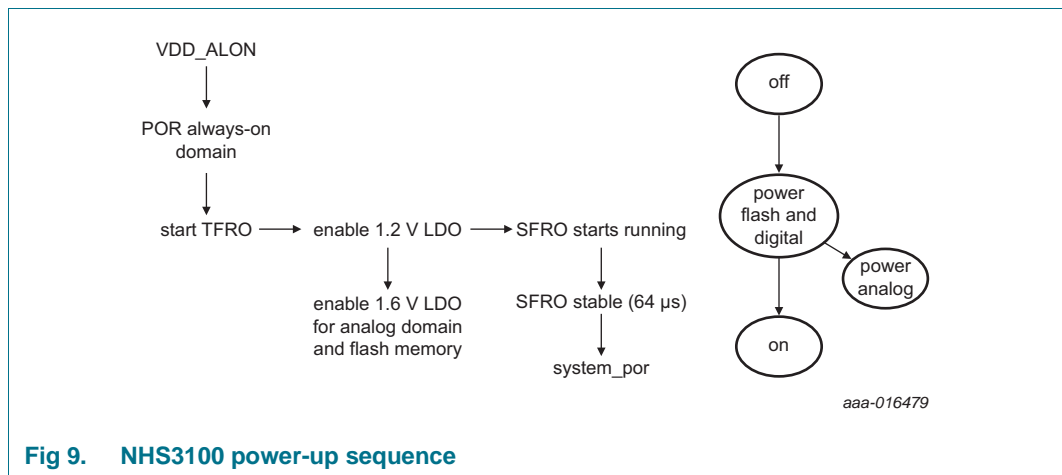 VDD_ALON
POR always-on
domain
start TFRO
enable 1.2 V LDO
SFRO starts running
enable 1.6 V LDO
for analog domain
and flash memory
SFRO stable (64 μs)
system_por
off
power
flash and
digital
power
analog
on
aaa-016479
Fig 9. NHS3100 power-up sequence